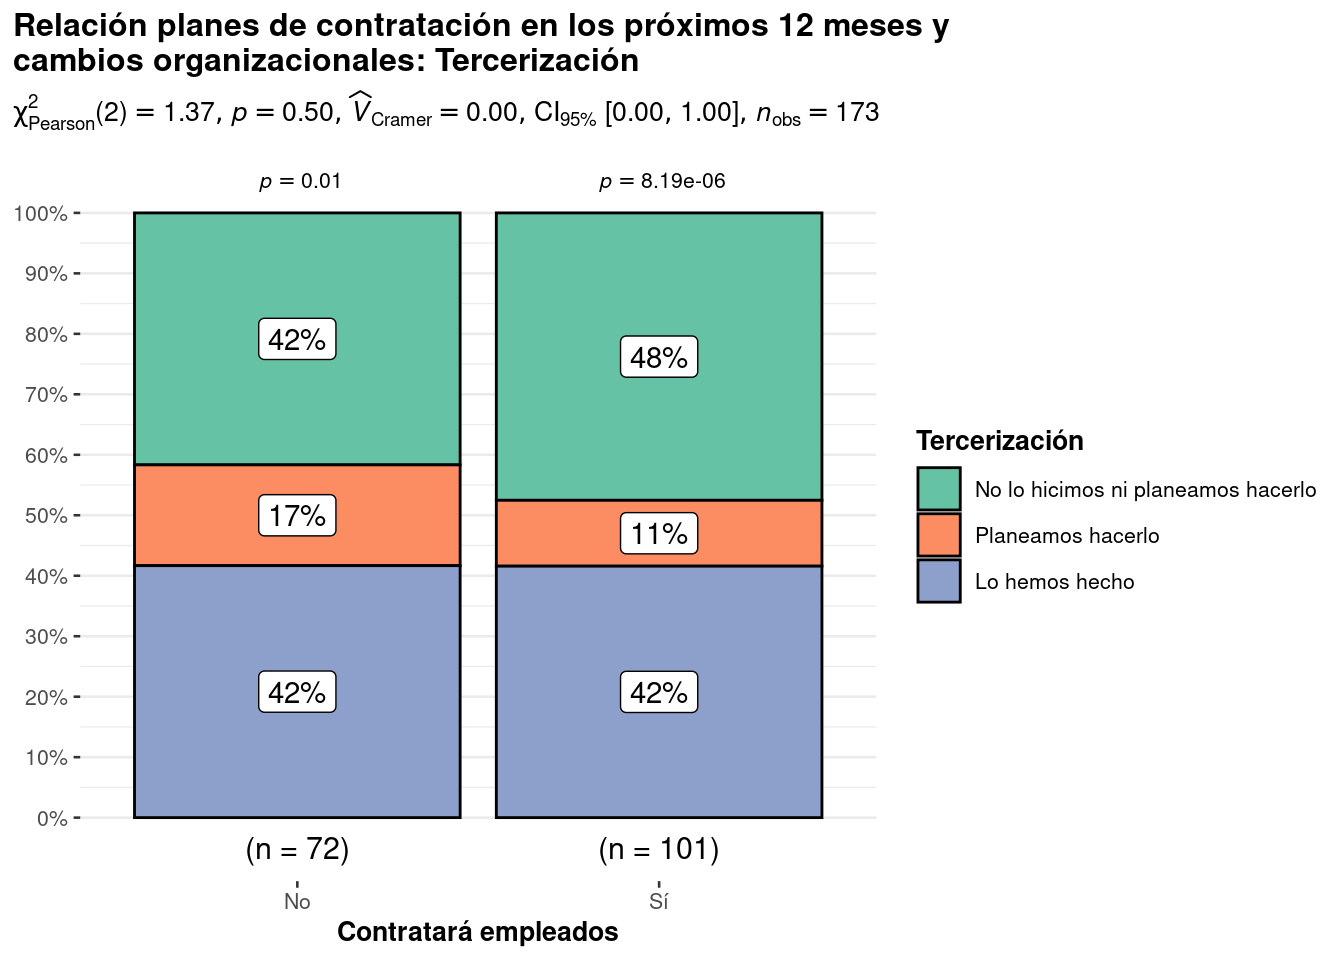 Relación planes de contratación en los próximos 12 meses y
cambios organizacionales: Tercerización
χ²Pearson(2) = 1.37, p = 0.50, V̂Cramer = 0.00, CI95% [0.00, 1.00], nobs = 173
p = 0.01
p = 8.19e-06
100%
90%
80%
70%
60%
50%
40%
30%
20%
10%
0%
42%
17%
42%
48%
11%
42%
(n = 72)
(n = 101)
No
Sí
Contratará empleados
Tercerización
No lo hicimos ni planeamos hacerlo
Planeamos hacerlo
Lo hemos hecho